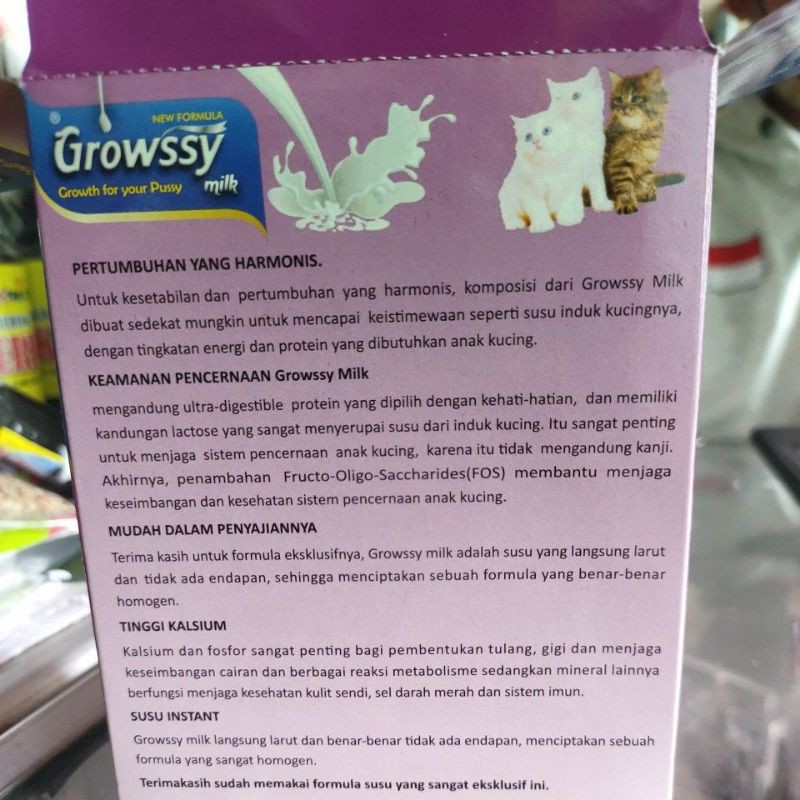 NEW FORMULA
®
Growssy
Growth for your Pussy
milk
PERTUMBUHAN YANG HARMONIS.
Untuk kesetabilan dan pertumbuhan yang harmonis, komposisi dari Growssy Milk
dibuat sedekat mungkin untuk mencapai keistimewaan seperti susu induk kucingnya,
dengan tingkatan energi dan protein yang dibutuhkan anak kucing.
KEAMANAN PENCERNAAN Growssy Milk
mengandung ultra-digestible protein yang dipilih dengan kehati-hatian, dan memiliki
kandungan lactose yang sangat menyerupai susu dari induk kucing. Itu sangat penting
untuk menjaga sistem pencernaan anak kucing, karena itu tidak mengandung kanji.
Akhirnya, penambahan Fructo-Oligo-Saccharides(FOS) membantu menjaga
keseimbangan dan kesehatan sistem pencernaan anak kucing.
MUDAH DALAM PENYAJIANNYA
Terima kasih untuk formula eksklusifnya, Growssy milk adalah susu yang langsung larut
dan tidak ada endapan, sehingga menciptakan sebuah formula yang benar-benar
homogen.
TINGGI KALSIUM
Kalsium dan fosfor sangat penting bagi pembentukan tulang, gigi dan menjaga
keseimbangan cairan dan berbagai reaksi metabolisme sedangkan mineral lainnya
berfungsi menjaga kesehatan kulit sendi, sel darah merah dan sistem imun.
SUSU INSTANT
Growssy milk langsung larut dan benar-benar tidak ada endapan, menciptakan sebuah
formula yang sangat homogen.
Terimakasih sudah memakai formula susu yang sangat eksklusif ini.